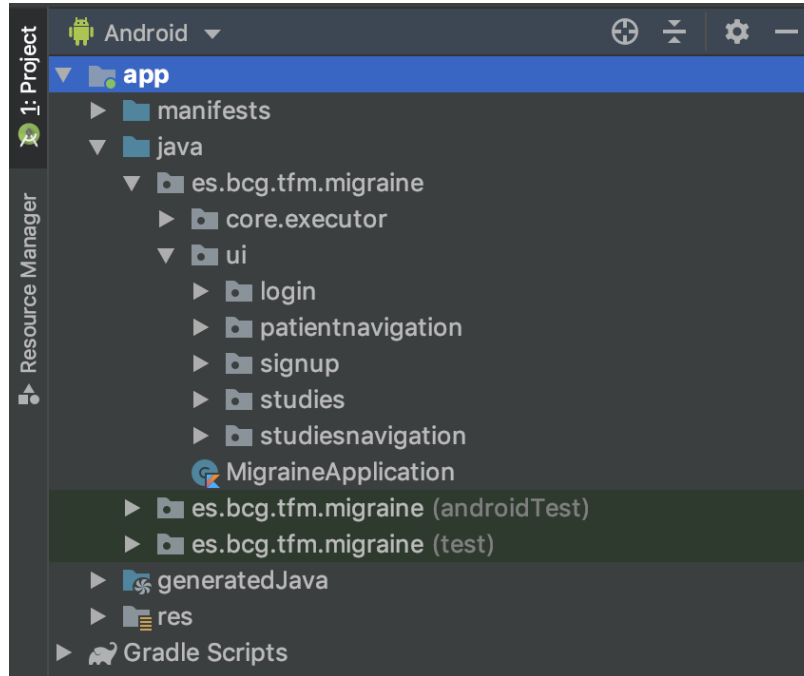 1: Project
Resource Manager
Android
app
manifests
java
es.bcg.tfm.migraine
core.executor
ui
login
patientnavigation
signup
studies
studiesnavigation
MigraineApplication
es.bcg.tfm.migraine (androidTest)
es.bcg.tfm.migraine (test)
generatedJava
res
Gradle Scripts